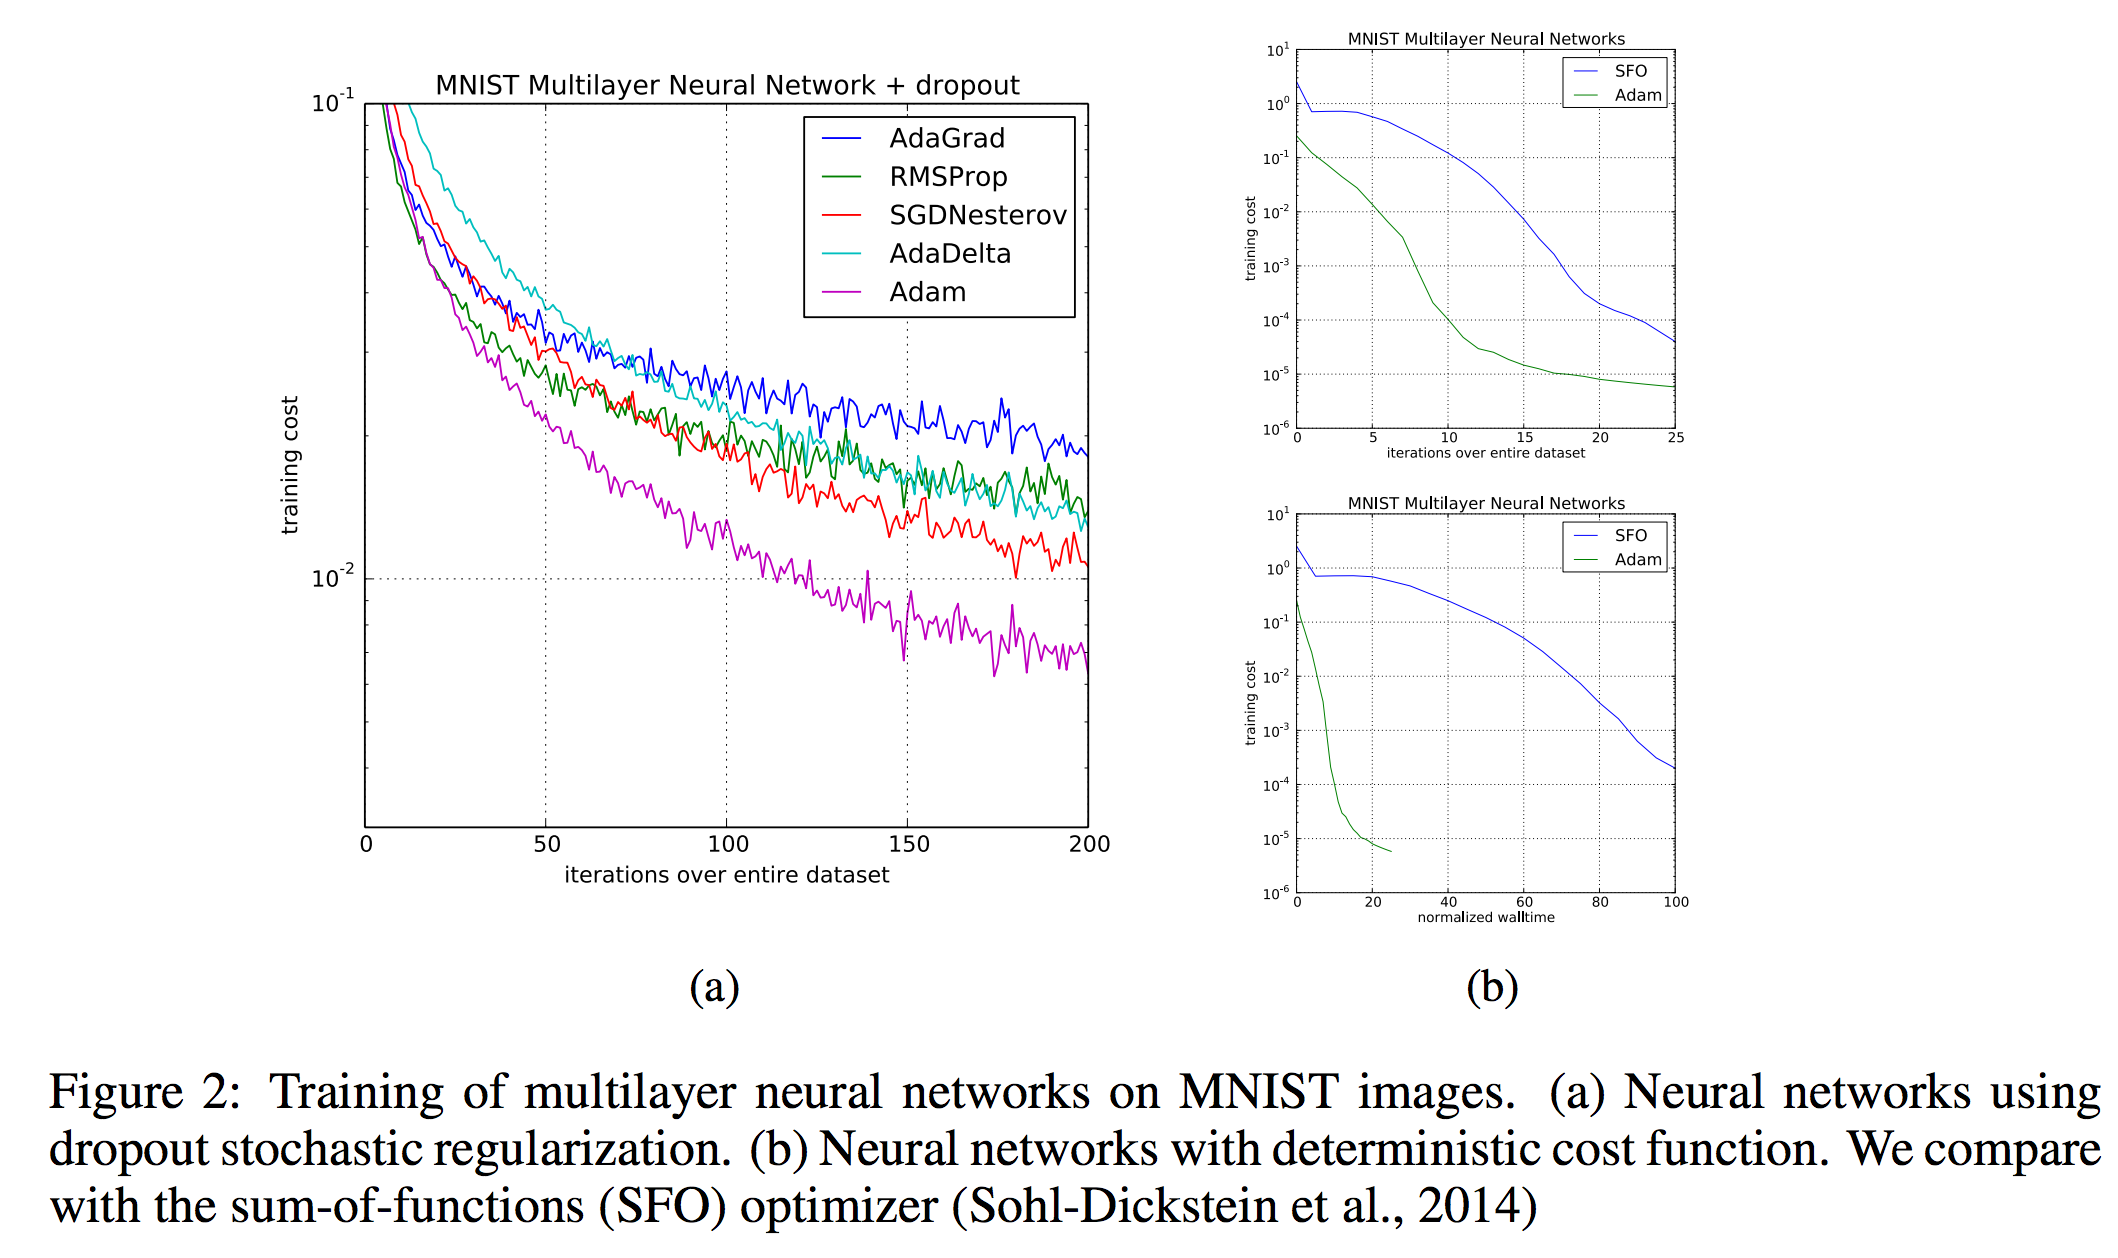 MNIST Multilayer Neural Network + dropout
10^-1
10^-2
training cost
AdaGrad
RMSProp
SGDNesterov
AdaDelta
Adam
0 50 100 150 200
iterations over entire dataset
(a)
MNIST Multilayer Neural Networks
10^1
10^0
10^-1
10^-2
10^-3
10^-4
10^-5
10^-6
training cost
SFO
Adam
0 5 10 15 20 25
iterations over entire dataset
MNIST Multilayer Neural Networks
10^1
10^0
10^-1
10^-2
10^-3
10^-4
10^-5
10^-6
training cost
SFO
Adam
0 20 40 60 80 100
normalized walltime
(b)
Figure 2: Training of multilayer neural networks on MNIST images. (a) Neural networks using
dropout stochastic regularization. (b) Neural networks with deterministic cost function. We compare
with the sum-of-functions (SFO) optimizer (Sohl-Dickstein et al., 2014)